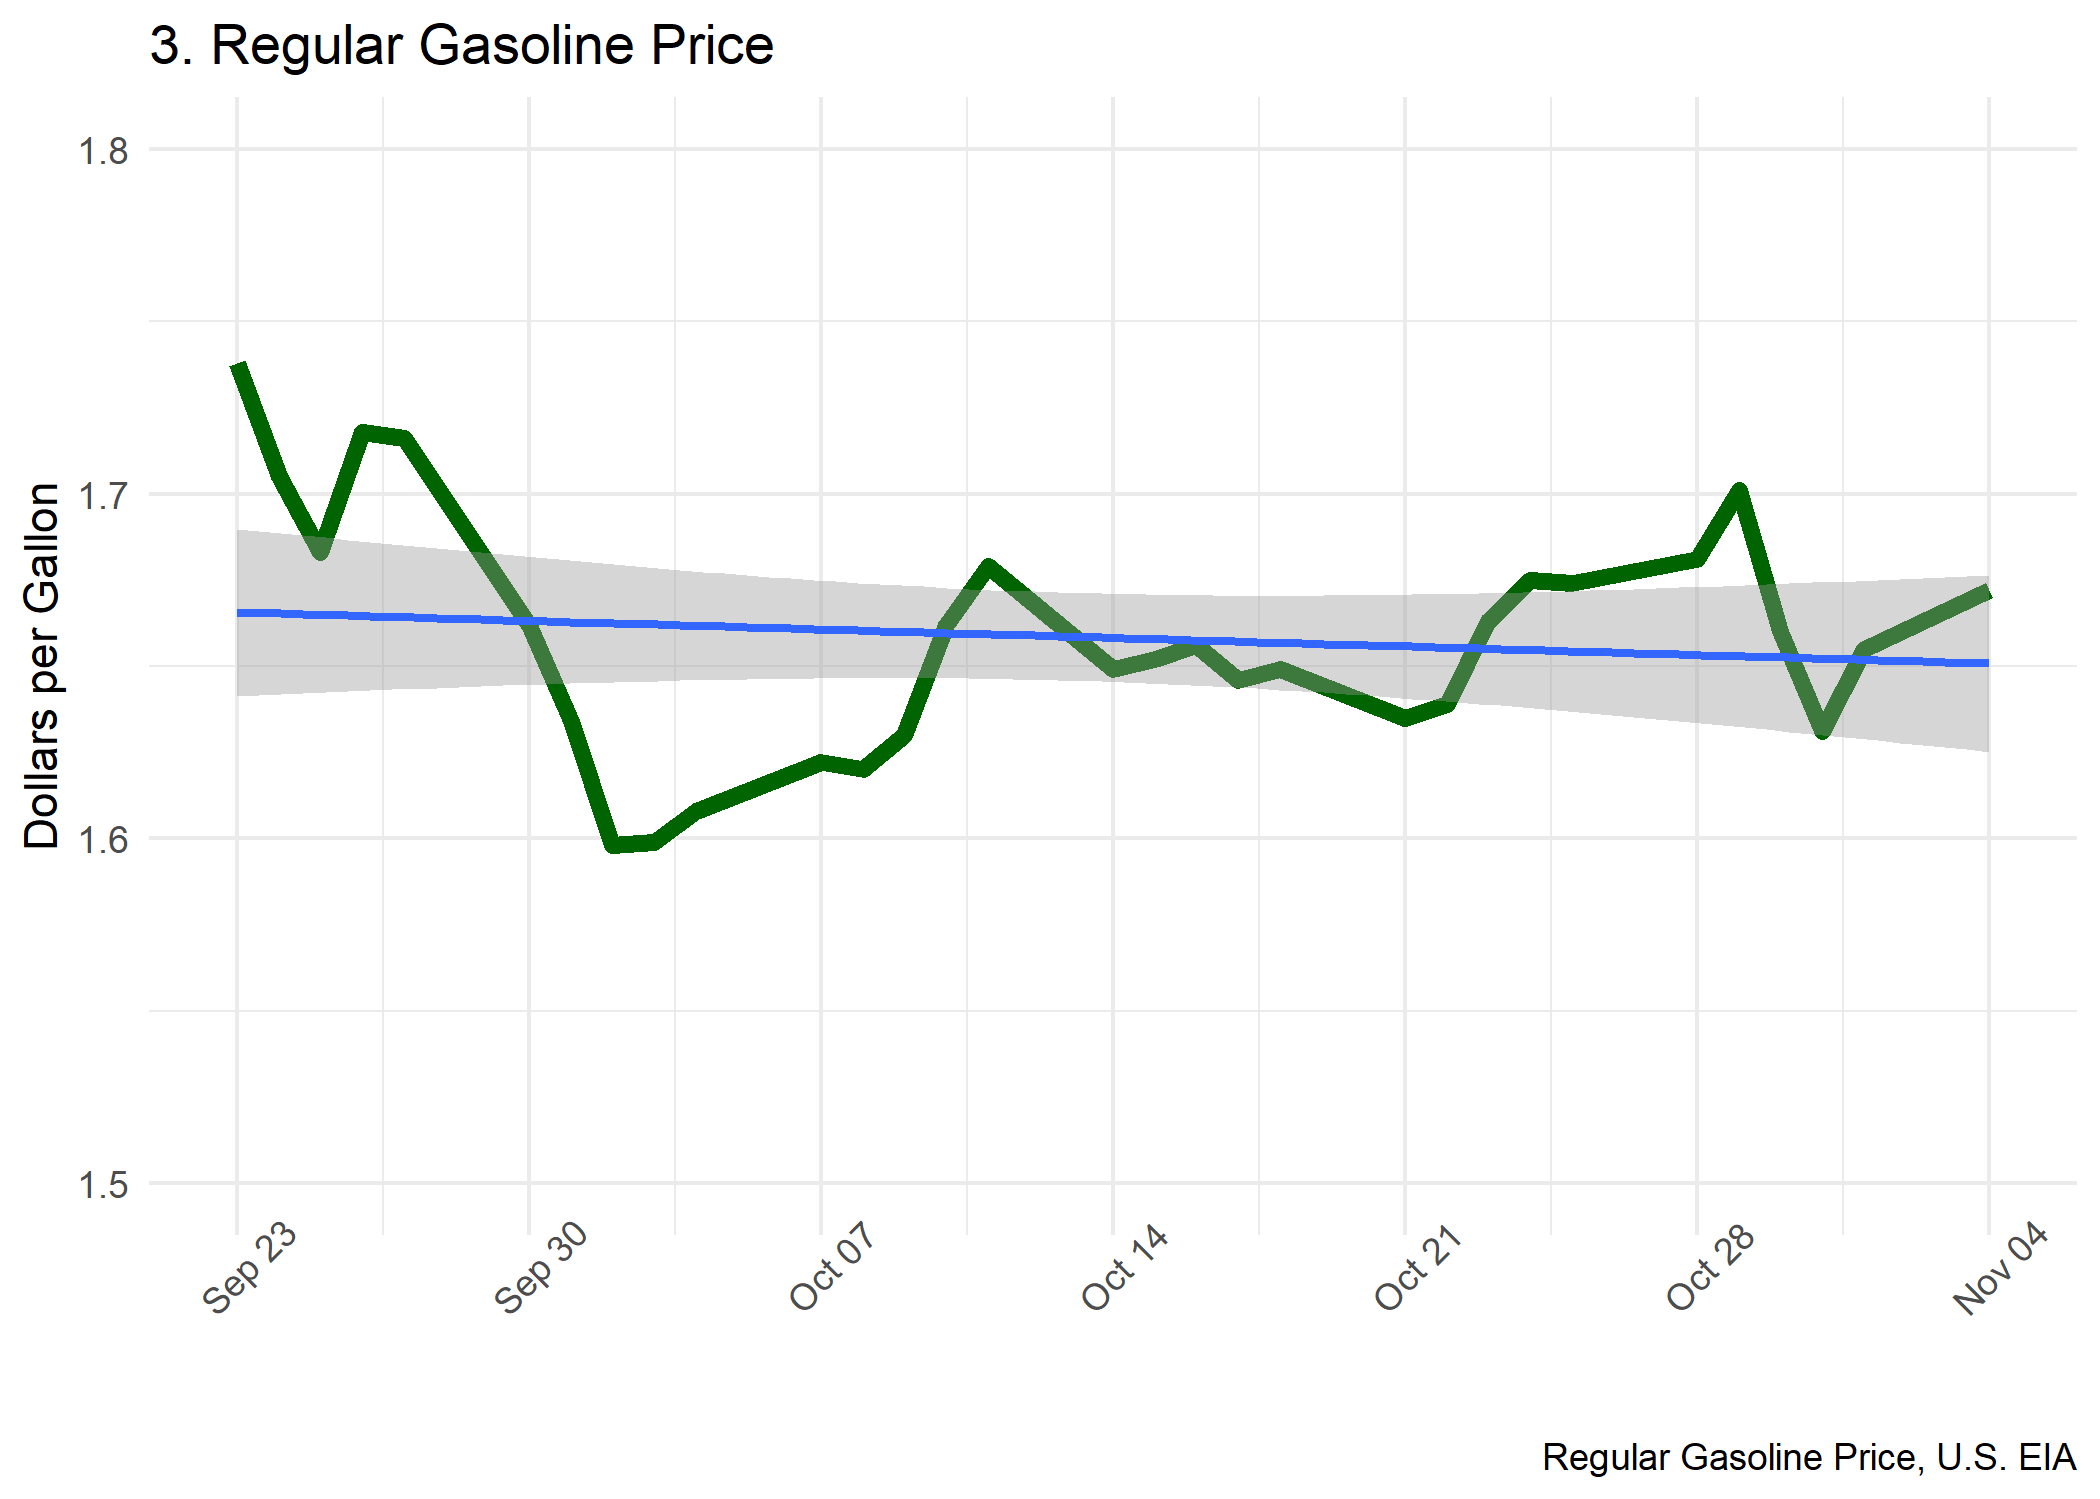 3. Regular Gasoline Price
Dollars per Gallon
1.8
1.7
1.6
1.5
Sep 23
Sep 30
Oct 07
Oct 14
Oct 21
Oct 28
Nov 04
Regular Gasoline Price, U.S. EIA